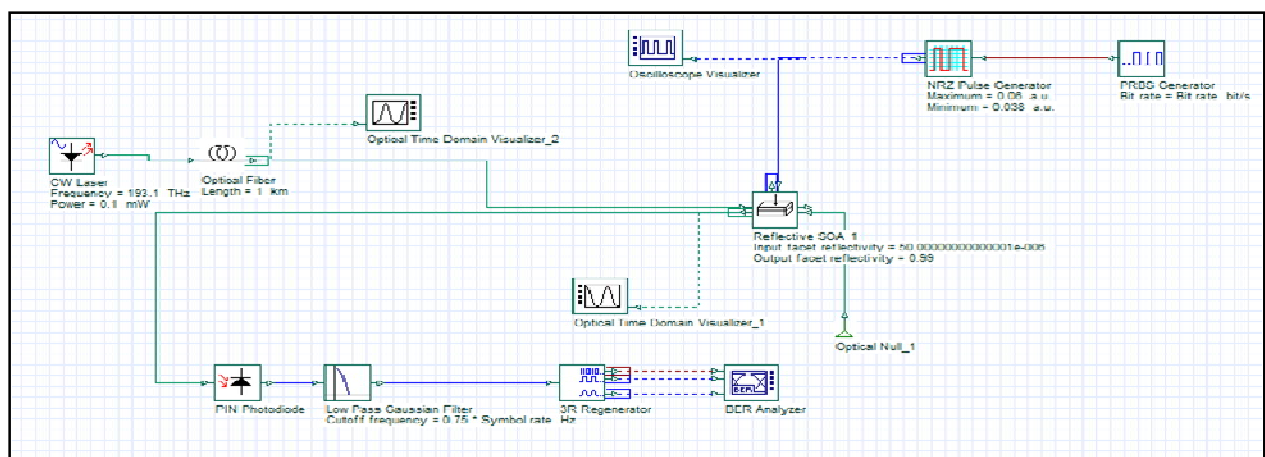 Oscilloscope Visualizer
NRZ Pulse Generator
Maximum = 0.06 a.u.
Minimum = 0.038 a.u.
PRBS Generator
Bit rate = Bit rate bit/s
Optical Time Domain Visualizer_2
CW Laser
Frequency = 193.1 THz
Power = 0.1 mW
Optical Fiber
Length = 1 km
Reflective SOA_1
Input facet reflectivity = 50.0000000000001e-006
Output facet reflectivity = 0.99
Optical Time Domain Visualizer_1
Optical Null_1
PIN Photodiode
Low Pass Gaussian Filter
Cutoff frequency = 0.75 * Symbol rate Hz
3R Regenerator
BER
BER Analyzer